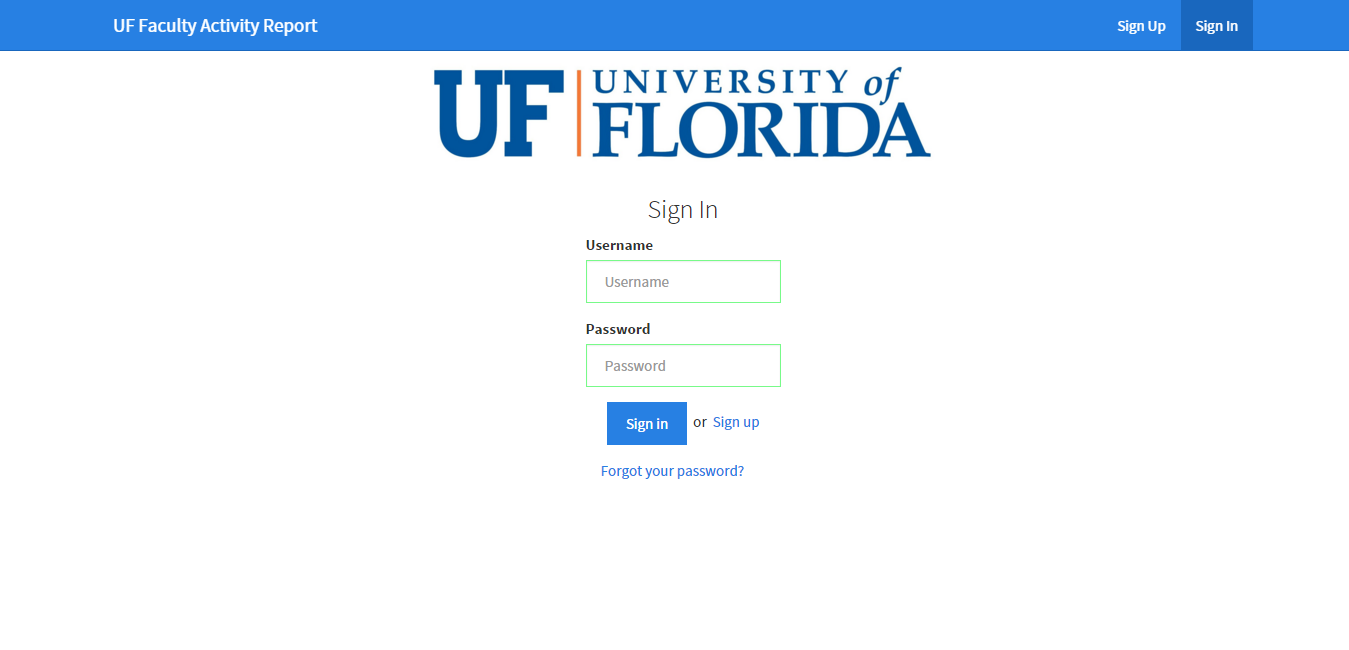 UF Faculty Activity Report Sign Up Sign In
UF UNIVERSITY of
FLORIDA
Sign In
Username
Username
Password
Password
Sign in or Sign up
Forgot your password?